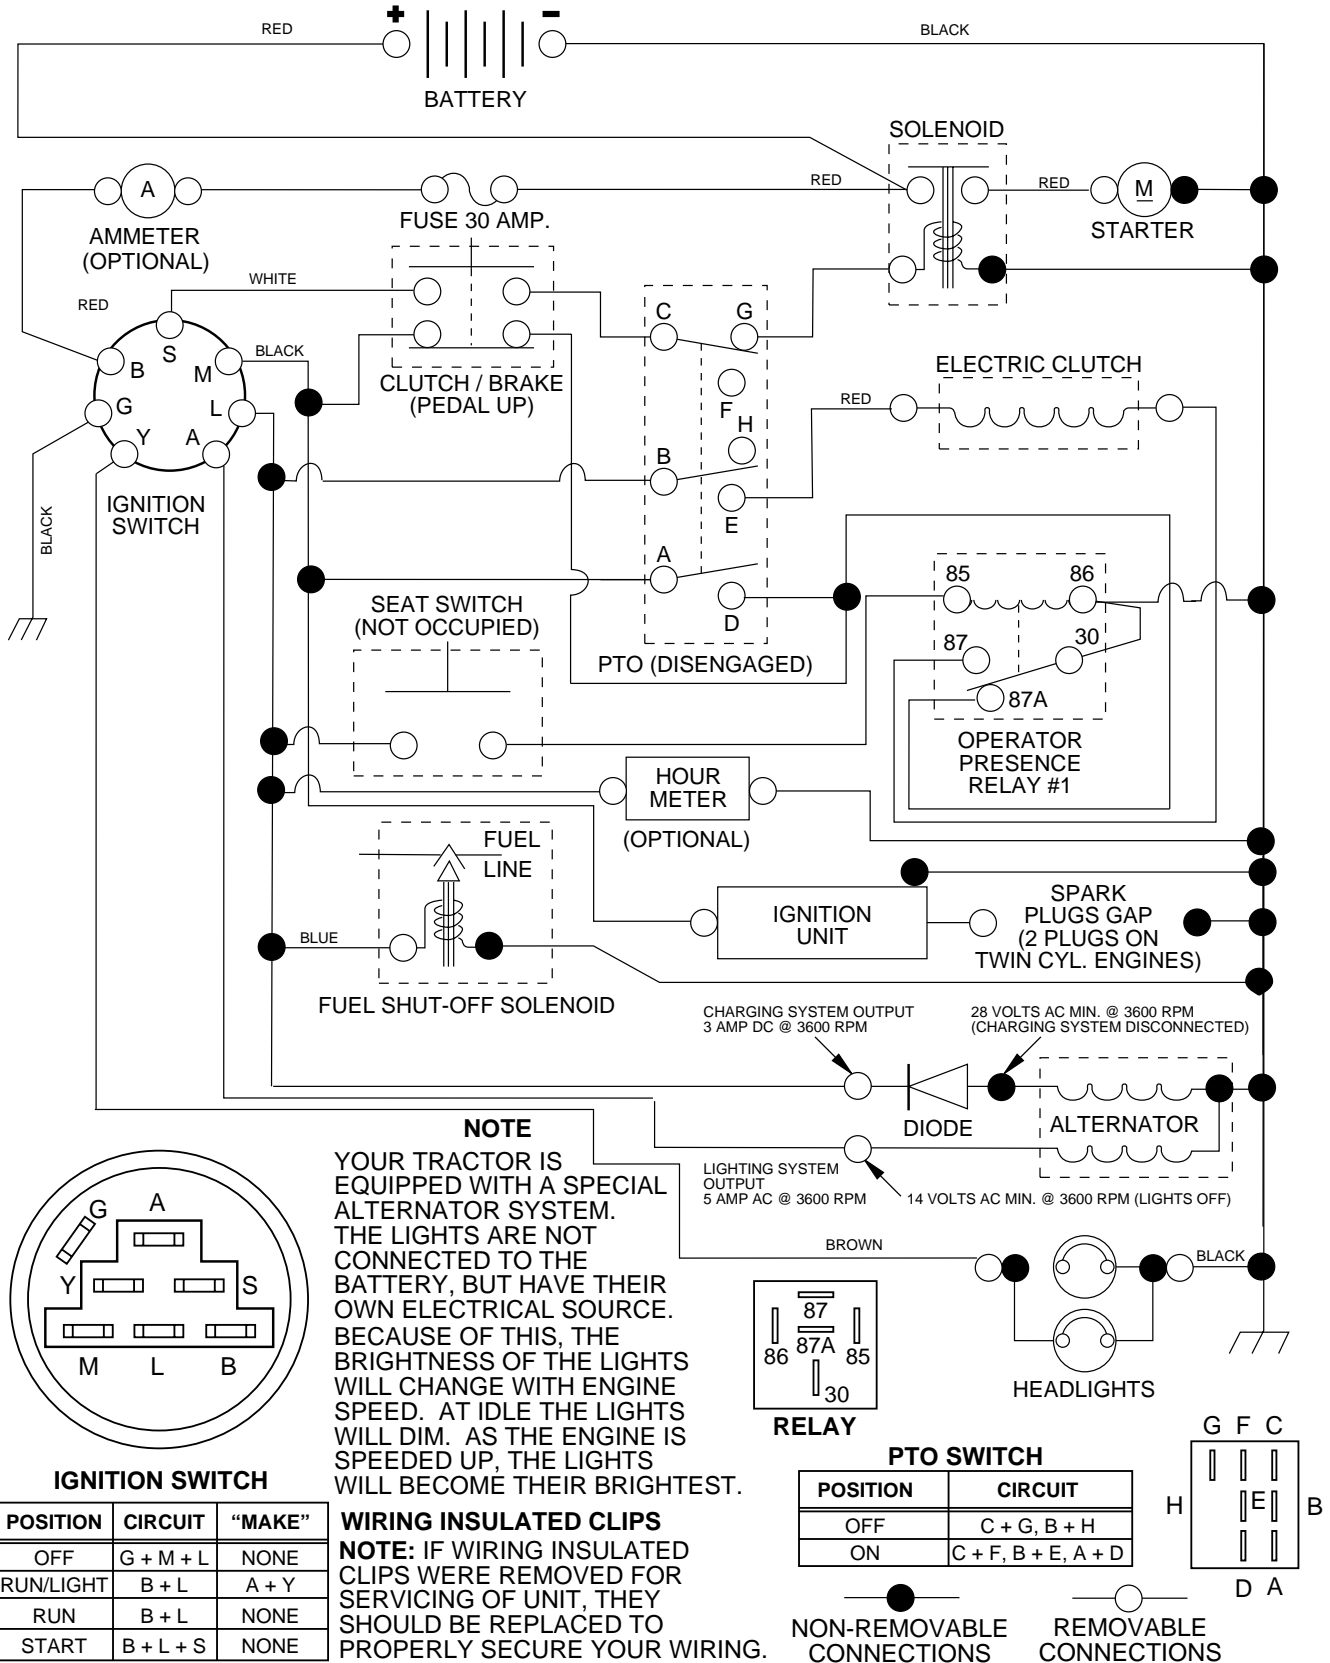 + −
RED
BLACK
BATTERY
SOLENOID
A
RED
RED
M
FUSE 30 AMP.
STARTER
AMMETER
(OPTIONAL)
WHITE
RED
C G
S
BLACK
B
M
ELECTRIC CLUTCH
CLUTCH / BRAKE
(PEDAL UP)
F
RED
G
L
H
Y A
B
IGNITION
SWITCH
E
BLACK
A
85 86
SEAT SWITCH
(NOT OCCUPIED)
D
87 30
PTO (DISENGAGED)
87A
OPERATOR
PRESENCE
RELAY #1
HOUR
METER
(OPTIONAL)
FUEL
LINE
SPARK
PLUGS GAP
(2 PLUGS ON
TWIN CYL. ENGINES)
IGNITION
UNIT
BLUE
FUEL SHUT-OFF SOLENOID
CHARGING SYSTEM OUTPUT
3 AMP DC @ 3600 RPM
28 VOLTS AC MIN. @ 3600 RPM
(CHARGING SYSTEM DISCONNECTED)
DIODE
ALTERNATOR
LIGHTING SYSTEM
OUTPUT
5 AMP AC @ 3600 RPM
14 VOLTS AC MIN. @ 3600 RPM (LIGHTS OFF)
NOTE
YOUR TRACTOR IS
EQUIPPED WITH A SPECIAL
ALTERNATOR SYSTEM.
THE LIGHTS ARE NOT
CONNECTED TO THE
BATTERY, BUT HAVE THEIR
OWN ELECTRICAL SOURCE.
BECAUSE OF THIS, THE
BRIGHTNESS OF THE LIGHTS
WILL CHANGE WITH ENGINE
SPEED. AT IDLE THE LIGHTS
WILL DIM. AS THE ENGINE IS
SPEEDED UP, THE LIGHTS
WILL BECOME THEIR BRIGHTEST.
BROWN
BLACK
HEADLIGHTS
G A
Y S
M L B
87
86 87A 85
30
RELAY
IGNITION SWITCH
POSITION CIRCUIT “MAKE”
OFF G + M + L NONE
RUN/LIGHT B + L A + Y
RUN B + L NONE
START B + L + S NONE
WIRING INSULATED CLIPS
NOTE: IF WIRING INSULATED
CLIPS WERE REMOVED FOR
SERVICING OF UNIT, THEY
SHOULD BE REPLACED TO
PROPERLY SECURE YOUR WIRING.
PTO SWITCH
POSITION CIRCUIT
OFF C + G, B + H
ON C + F, B + E, A + D
G F C
H E B
D A
NON-REMOVABLE
CONNECTIONS
REMOVABLE
CONNECTIONS